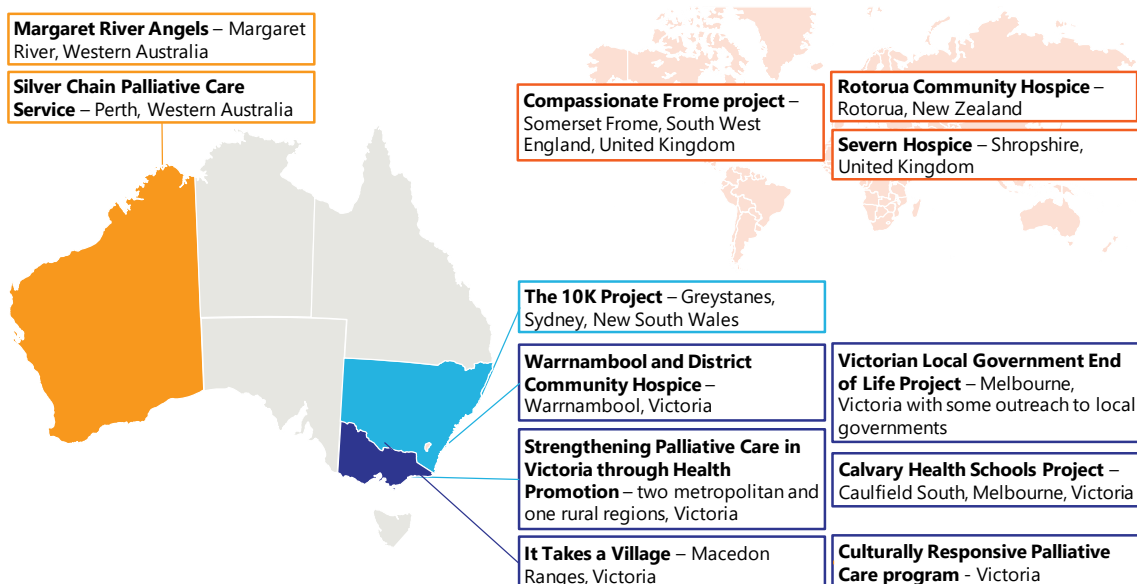 Margaret River Angels – Margaret
River, Western Australia
Silver Chain Palliative Care
Service – Perth, Western Australia
Compassionate Frome project –
Somerset Frome, South West
England, United Kingdom
Rotorua Community Hospice –
Rotorua, New Zealand
Severn Hospice – Shropshire,
United Kingdom
The 10K Project – Greystanes,
Sydney, New South Wales
Warrnambool and District
Community Hospice –
Warrnambool, Victoria
Victorian Local Government End
of Life Project – Melbourne,
Victoria with some outreach to local
governments
Strengthening Palliative Care in
Victoria through Health
Promotion – two metropolitan and
one rural regions, Victoria
Calvary Health Schools Project –
Caulfield South, Melbourne, Victoria
It Takes a Village – Macedon
Ranges, Victoria
Culturally Responsive Palliative
Care program - Victoria